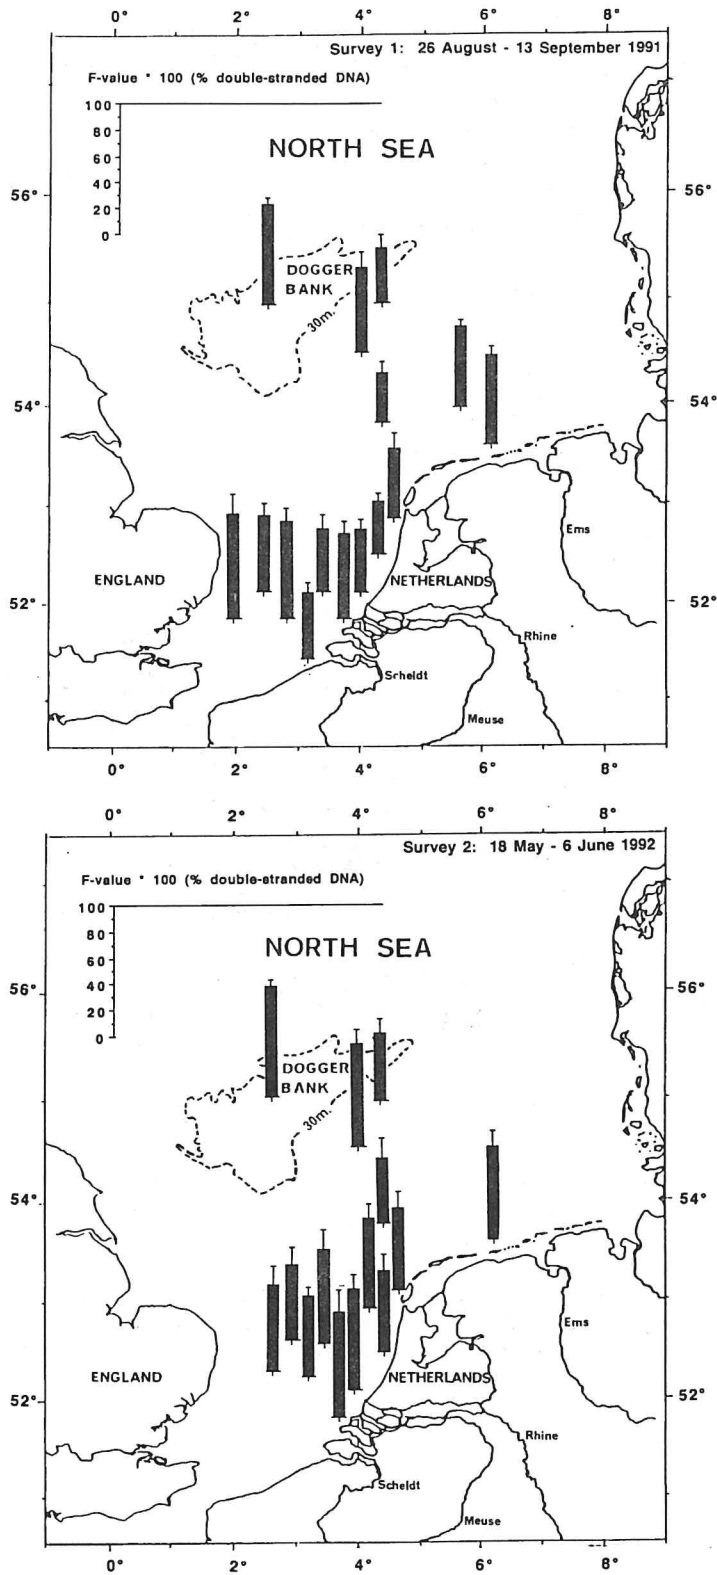 0° 2° 4° 6° 8°
Survey 1: 26 August - 13 September 1991
F-value * 100 (% double-stranded DNA)
100
80
60
40
20
0
NORTH SEA
56° 56°
DOGGER
BANK
30m.
54° 54°
Ems
ENGLAND
NETHERLANDS
52° 52°
Rhine
Scheldt
Meuse
0° 2° 4° 6° 8°
0° 2° 4° 6° 8°
Survey 2: 18 May - 6 June 1992
F-value * 100 (% double-stranded DNA)
100
80
60
40
20
0
NORTH SEA
56° 56°
DOGGER
BANK
30m.
54° 54°
Ems
ENGLAND
NETHERLANDS
52° 52°
Rhine
Scheldt
Meuse
0° 2° 4° 6° 8°